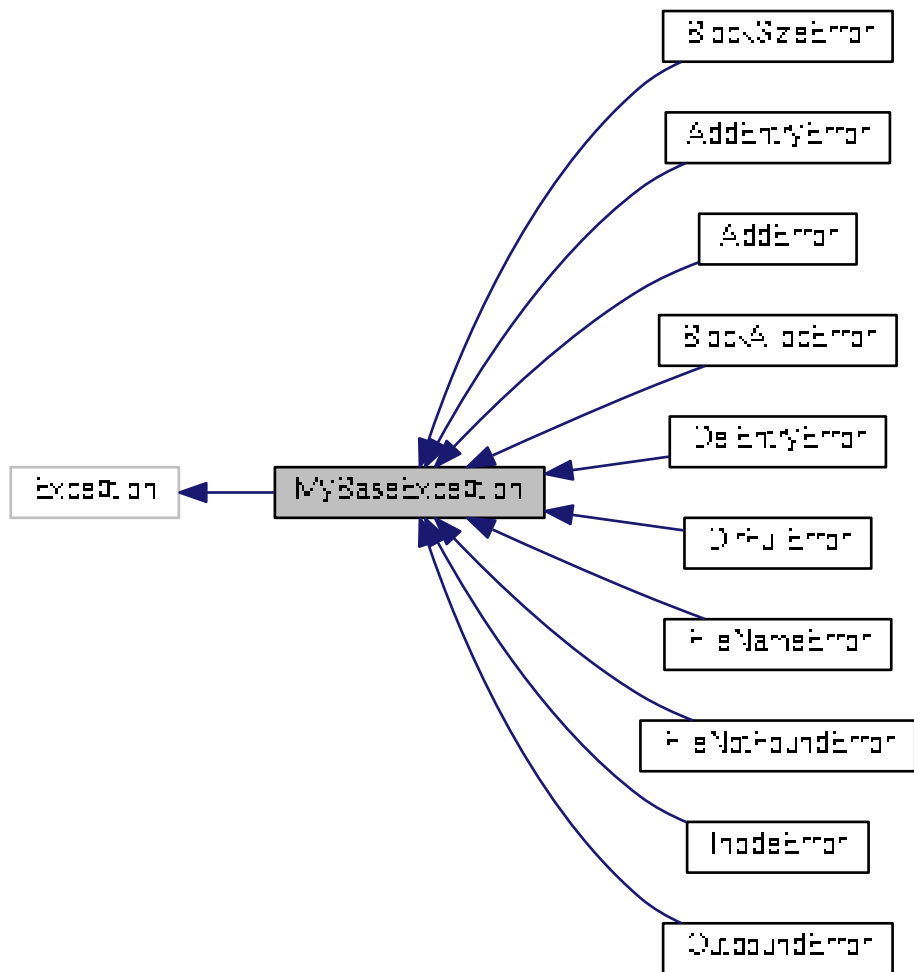 BlockSizeError
AddEntryError
AddError
BlockAllocError
DelEntryError
Exception
MyBaseException
DirFullError
FileNameError
FileNotFoundError
InodeError
OutboundError